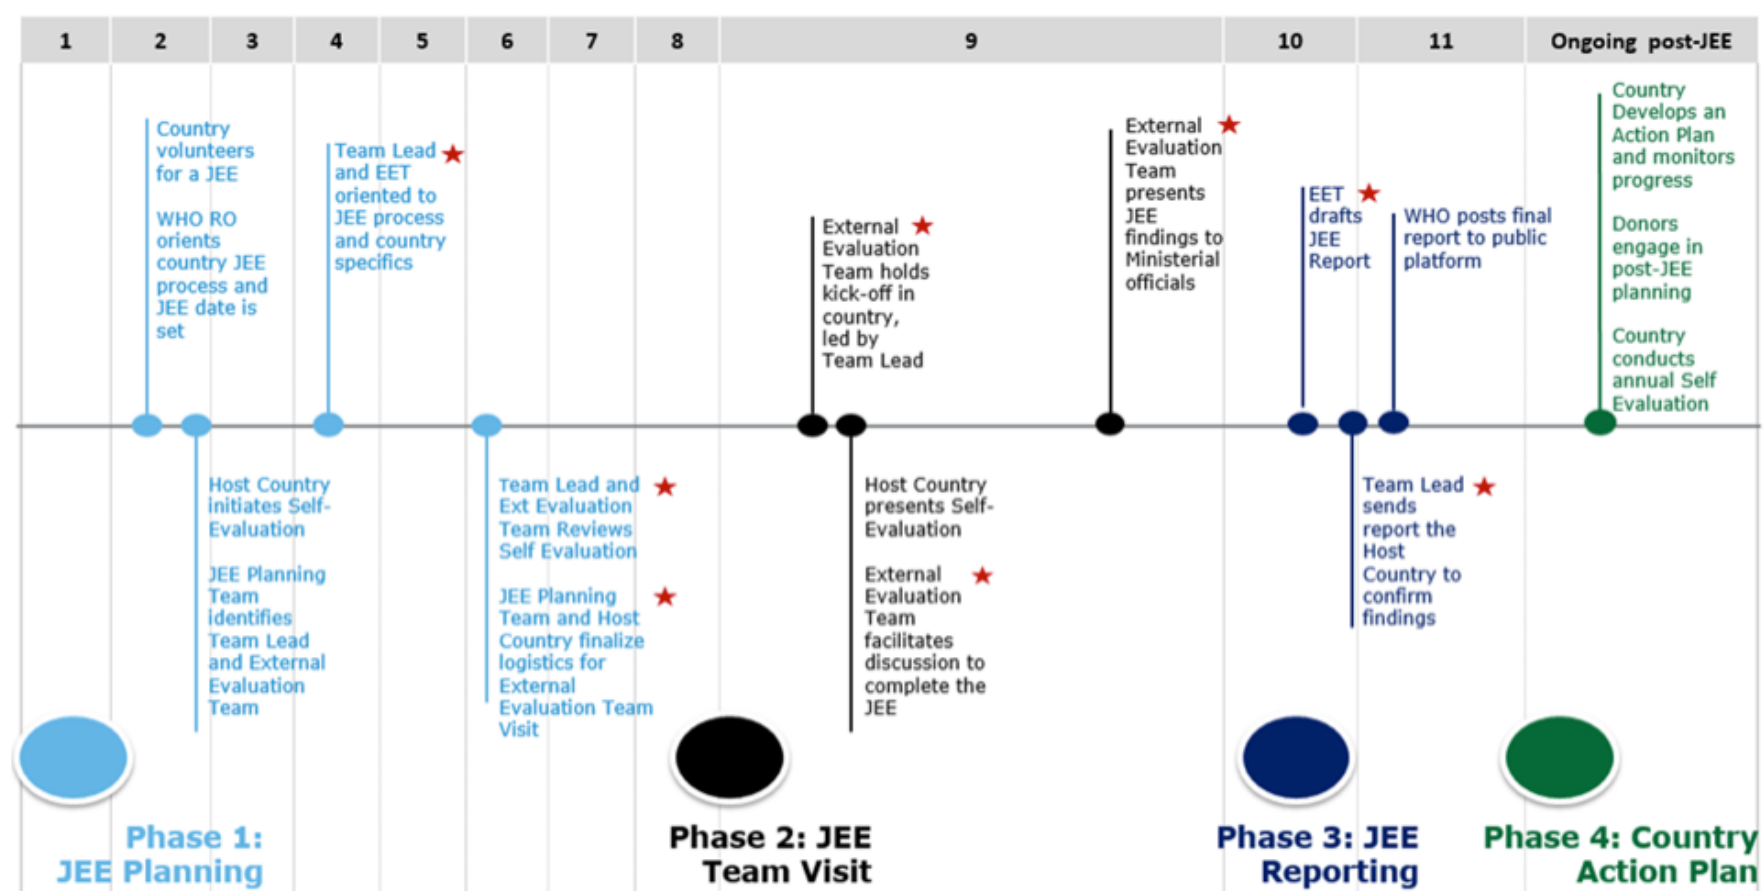 1
2
3
4
5
6
7
8
9
10
11
Ongoing post-JEE
Country
volunteers
for a JEE
WHO RO
orients
country JEE
process and
JEE date is
set
Team Lead
and EET
oriented to
JEE process
and country
specifics
External
Evaluation
Team holds
kick-off in
country,
led by
Team Lead
External
Evaluation
Team
presents
JEE
findings to
Ministerial
officials
EET
drafts
JEE
Report
WHO posts final
report to public
platform
Country
Develops an
Action Plan
and monitors
progress
Donors
engage in
post-JEE
planning
Country
conducts
annual Self
Evaluation
Host Country
initiates Self-
Evaluation
JEE Planning
Team
identifies
Team Lead
and External
Evaluation
Team
Team Lead and
Ext Evaluation
Team Reviews
Self Evaluation
JEE Planning
Team and Host
Country finalize
logistics for
External
Evaluation Team
Visit
Host Country
presents Self-
Evaluation
External
Evaluation
Team
facilitates
discussion to
complete the
JEE
Team Lead
sends
report the
Host
Country to
confirm
findings
Phase 1:
JEE Planning
Phase 2: JEE
Team Visit
Phase 3: JEE
Reporting
Phase 4: Country
Action Plan